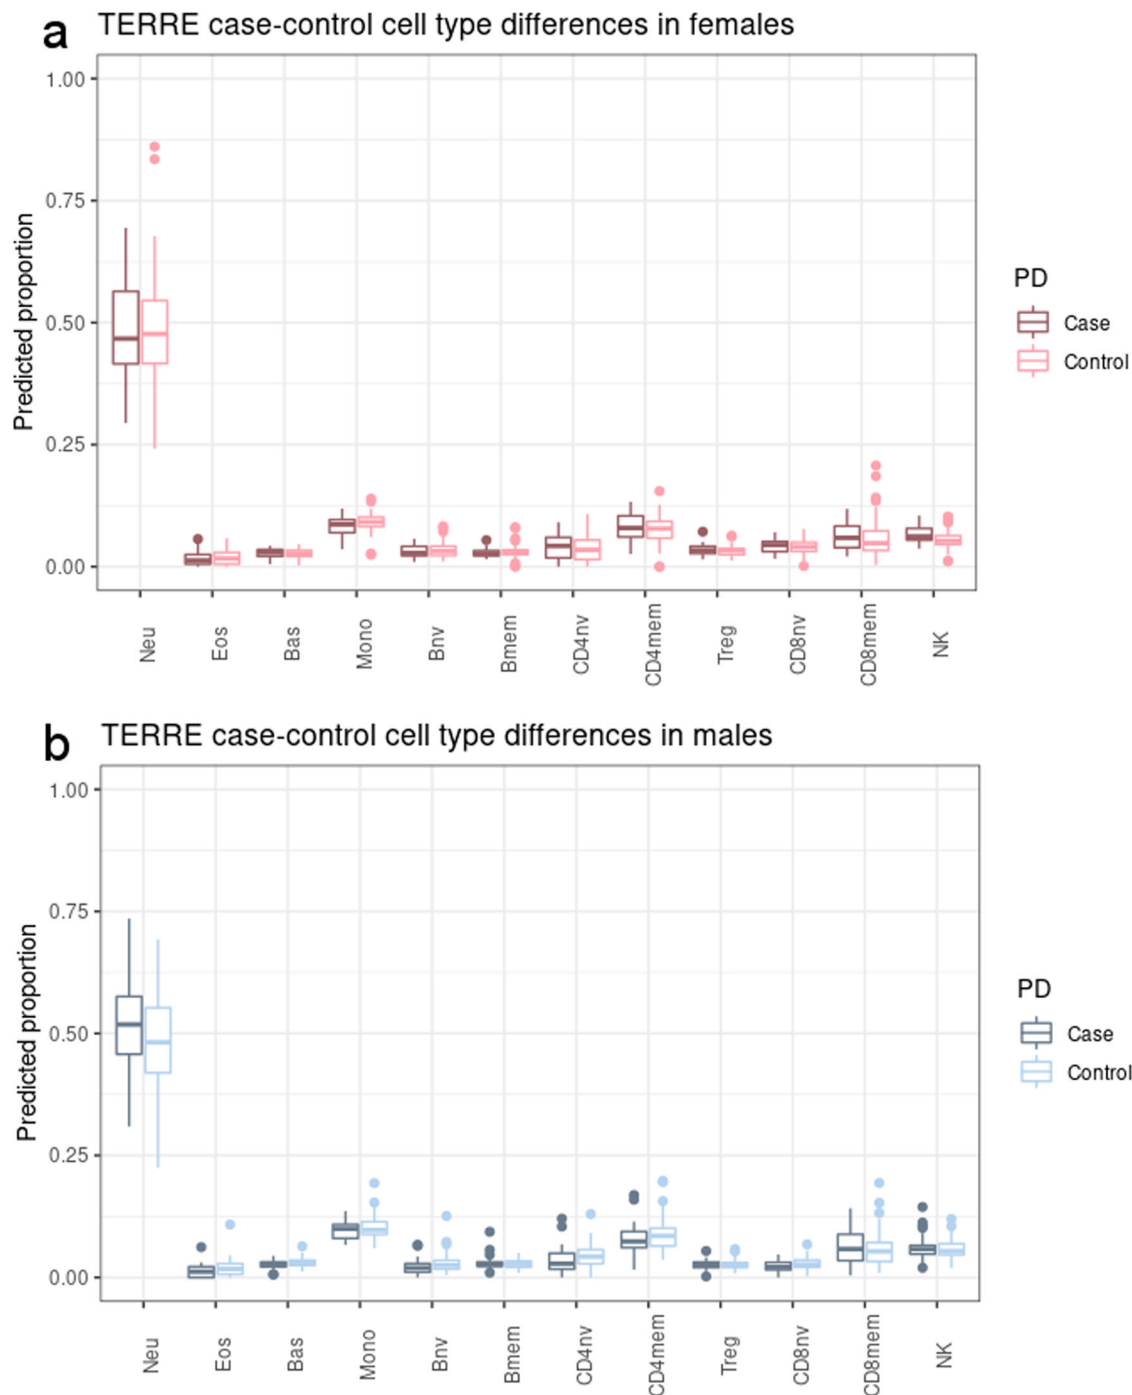 a TERRE case-control cell type differences in females
1.00
0.75
0.50
0.25
0.00
Predicted proportion
Neu
Eos
Bas
Mono
Bnv
Bmem
CD4nv
CD4mem
Treg
CD8nv
CD8mem
NK
PD
Case
Control
b TERRE case-control cell type differences in males
1.00
0.75
0.50
0.25
0.00
Predicted proportion
Neu
Eos
Bas
Mono
Bnv
Bmem
CD4nv
CD4mem
Treg
CD8nv
CD8mem
NK
PD
Case
Control